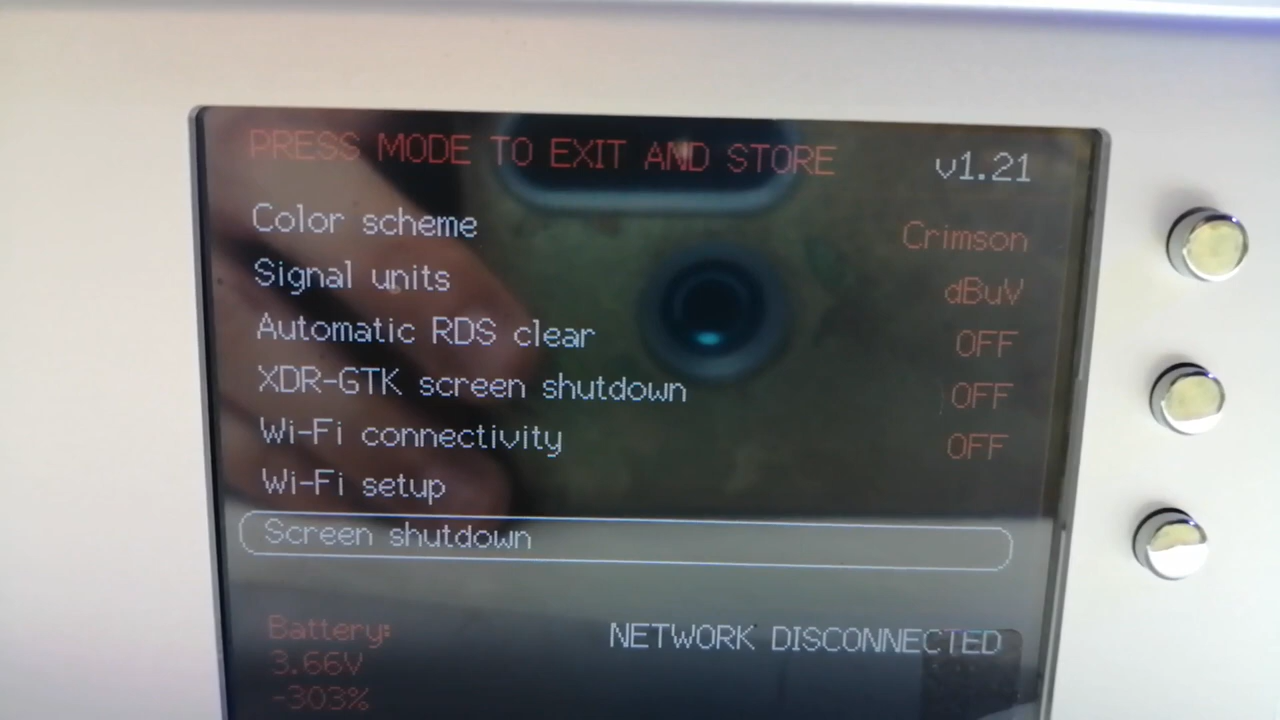 PRESS MODE TO EXIT AND STORE v1.21
Color scheme Crimson
Signal units dBuV
Automatic RDS clear OFF
XDR-GTK screen shutdown OFF
Wi-Fi connectivity OFF
Wi-Fi setup
Screen shutdown
Battery: NETWORK DISCONNECTED
3.66V
-303%